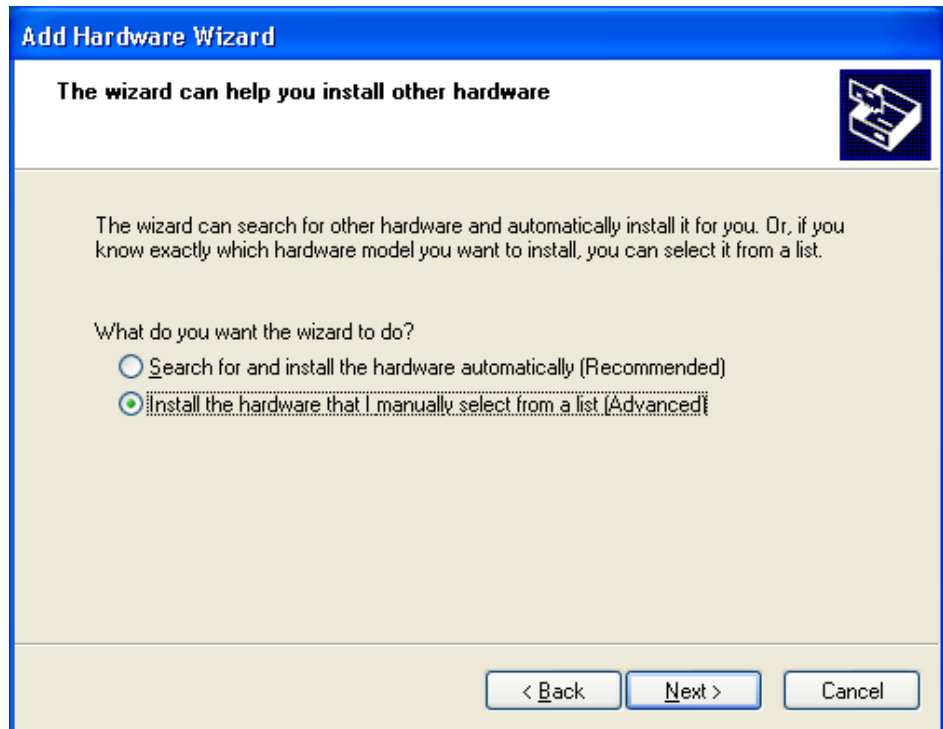 Add Hardware Wizard
The wizard can help you install other hardware
The wizard can search for other hardware and automatically install it for you. Or, if you
know exactly which hardware model you want to install, you can select it from a list.
What do you want the wizard to do?
Search for and install the hardware automatically (Recommended)
Install the hardware that I manually select from a list (Advanced)
< Back
Next >
Cancel